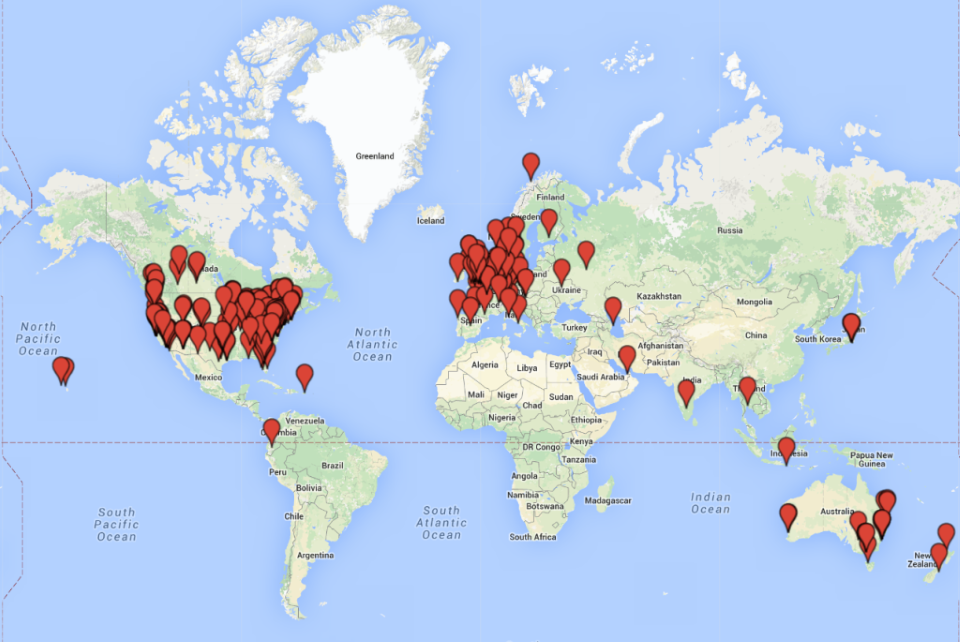 Greenland
Finland
Iceland
Sweden
Russia
Ukraine
Kazakhstan
Mongolia
North
Pacific
Ocean
North
Atlantic
Ocean
Spain
Turkey
China
South Korea
Afghanistan
Iraq
Pakistan
Algeria
Libya
Egypt
Saudi Arabia
India
Mexico
Mali
Niger
Sudan
Chad
Thailand
Venezuela
Colombia
Nigeria
Ethiopia
DR Congo
Kenya
Indonesia
Papua New
Guinea
Tanzania
Peru
Brazil
Angola
Bolivia
Namibia
Botswana
Madagascar
Indian
Ocean
South
Pacific
Ocean
South
Atlantic
Ocean
Australia
Chile
South Africa
Argentina
New
Zealand